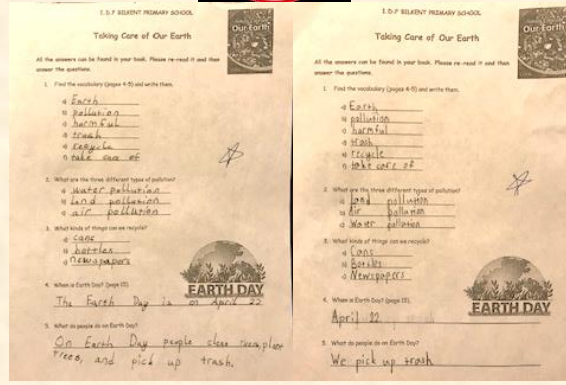 I.D.F BILKENT PRIMARY SCHOOL
Taking Care of Our Earth
Our Earth
All the answers can be found in your book. Please re-read it and then
answer the questions.
1. Find the vocabulary (pages 4-5) and write them.
a) Earth
b) pollution
c) harmful
d) trash
e) recycle
f) take care of
2. What are the three different types of pollution?
a) water pollution
b) land pollution
c) air pollution
3. What kinds of things can we recycle?
a) cans
b) bottles
c) newspapers
EARTH DAY
4. When is Earth Day? (page 15)
The Earth Day is on April 22
5. What do people do on Earth Day?
On Earth Day people clean rivers, plant
trees, and pick up trash.
I.D.F BILKENT PRIMARY SCHOOL
Taking Care of Our Earth
Our Earth
All the answers can be found in your book. Please re-read it and then
answer the questions.
1. Find the vocabulary (pages 4-5) and write them.
a) Earth
b) pollution
c) harmful
d) trash
e) recycle
f) take care of
2. What are the three different types of pollution?
a) Land pollution
b) Air pollution
c) Water pollution
3. What kinds of things can we recycle?
a) Cans
b) Bottles
c) Newspapers
EARTH DAY
4. When is Earth Day? (page 15)
April 22
5. What do people do on Earth Day?
We pick up trash